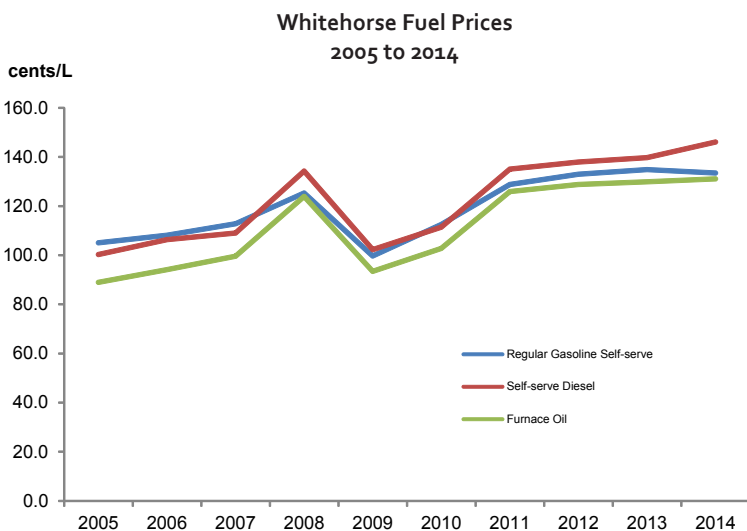 Whitehorse Fuel Prices
2005 to 2014
cents/L
160.0
140.0
120.0
100.0
80.0
60.0
40.0
20.0
0.0
Regular Gasoline Self-serve
Self-serve Diesel
Furnace Oil
2005 2006 2007 2008 2009 2010 2011 2012 2013 2014